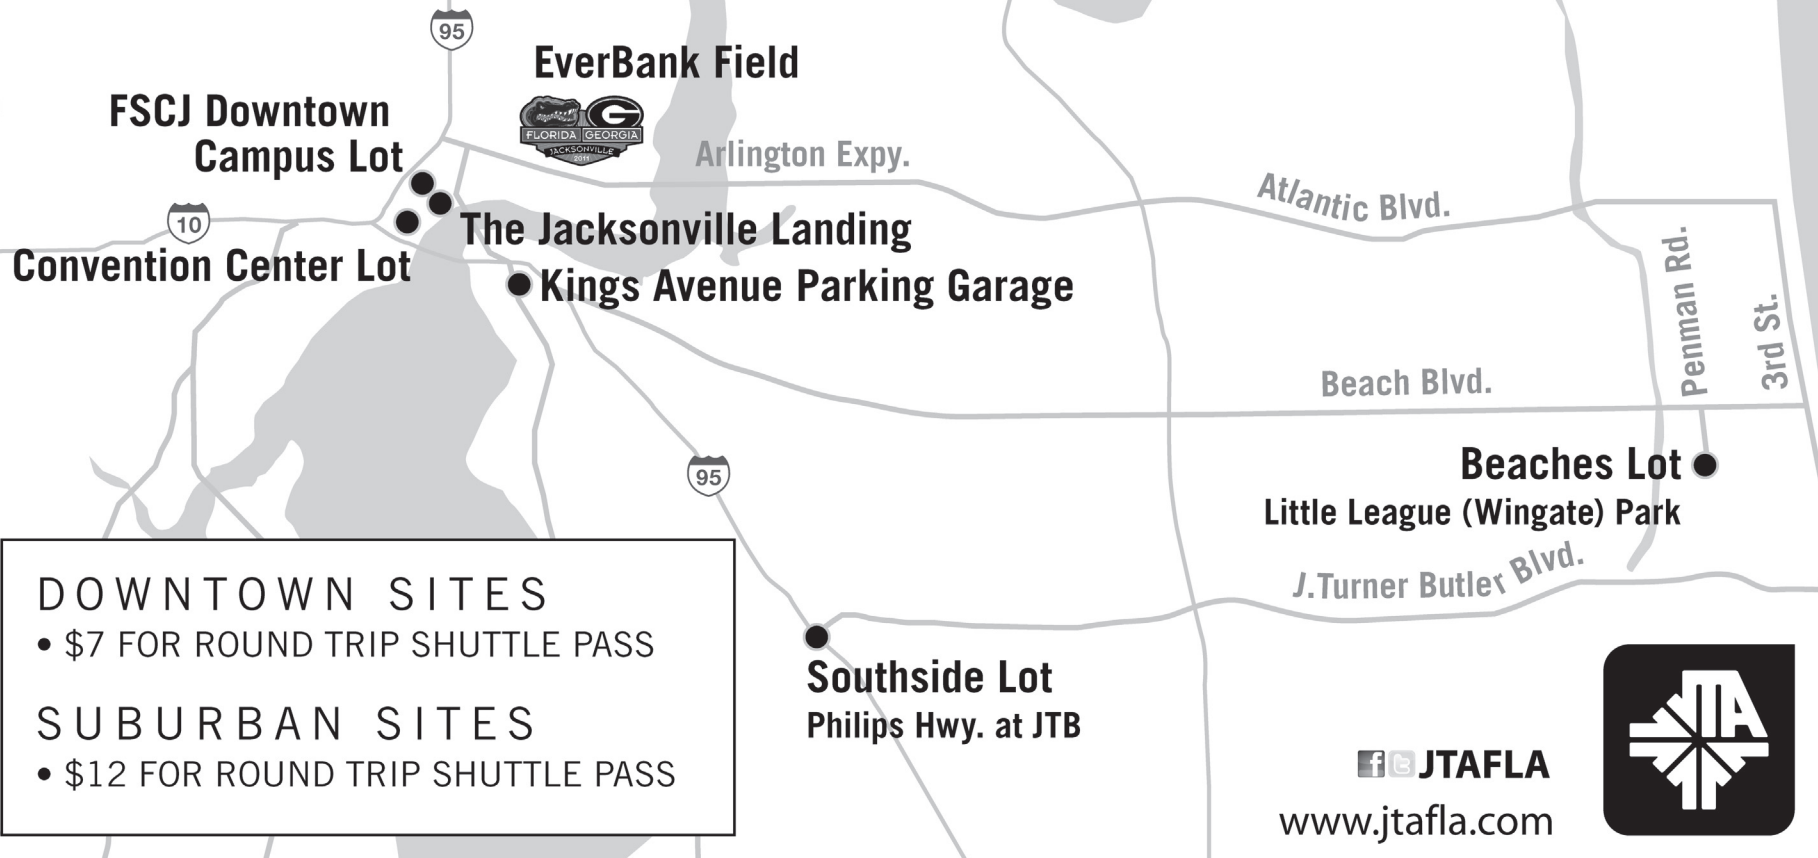 95
EverBank Field
FSCJ Downtown
Campus Lot
FLORIDA GEORGIA
JACKSONVILLE
2011
Arlington Expy.
Atlantic Blvd.
10
The Jacksonville Landing
Convention Center Lot
Kings Avenue Parking Garage
Penman Rd.
3rd St.
Beach Blvd.
95
Beaches Lot
Little League (Wingate) Park
J.Turner Butler Blvd.
DOWNTOWN SITES
• $7 FOR ROUND TRIP SHUTTLE PASS
SUBURBAN SITES
• $12 FOR ROUND TRIP SHUTTLE PASS
Southside Lot
Philips Hwy. at JTB
f t JTAFLA
www.jtafla.com
JTA